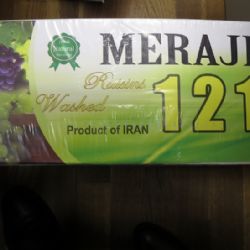 Natural
MERAJ
Raisins
Washed
121
Product of IRAN